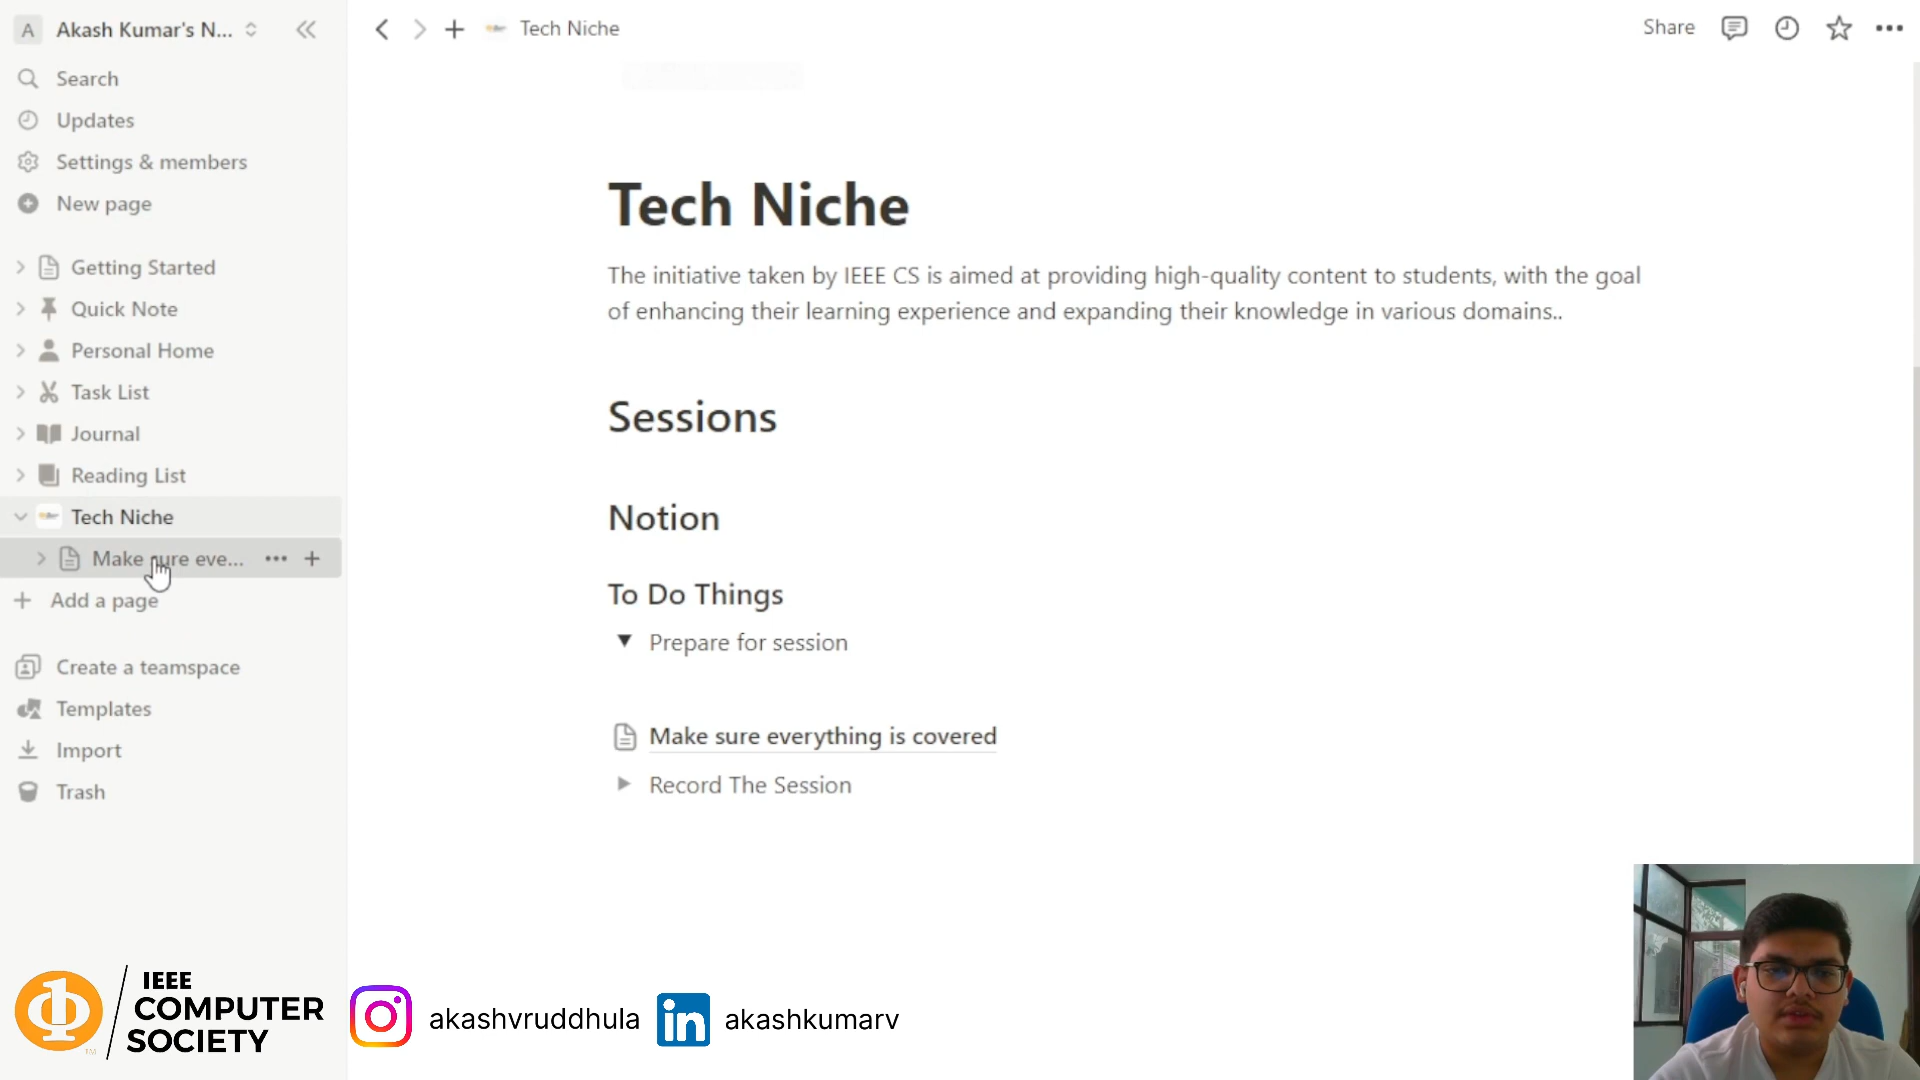 A Akash Kumar's N...
Search
Updates
Settings & members
New page
Getting Started
Quick Note
Personal Home
Task List
Journal
Reading List
Tech Niche
Make sure eve...
Add a page
Create a teamspace
Templates
Import
Trash
Tech Niche
Share
Tech Niche
The initiative taken by IEEE CS is aimed at providing high-quality content to students, with the goal
of enhancing their learning experience and expanding their knowledge in various domains..
Sessions
Notion
To Do Things
Prepare for session
Make sure everything is covered
Record The Session
IEEE
COMPUTER
SOCIETY
TM
akashvruddhula
in
akashkumarv